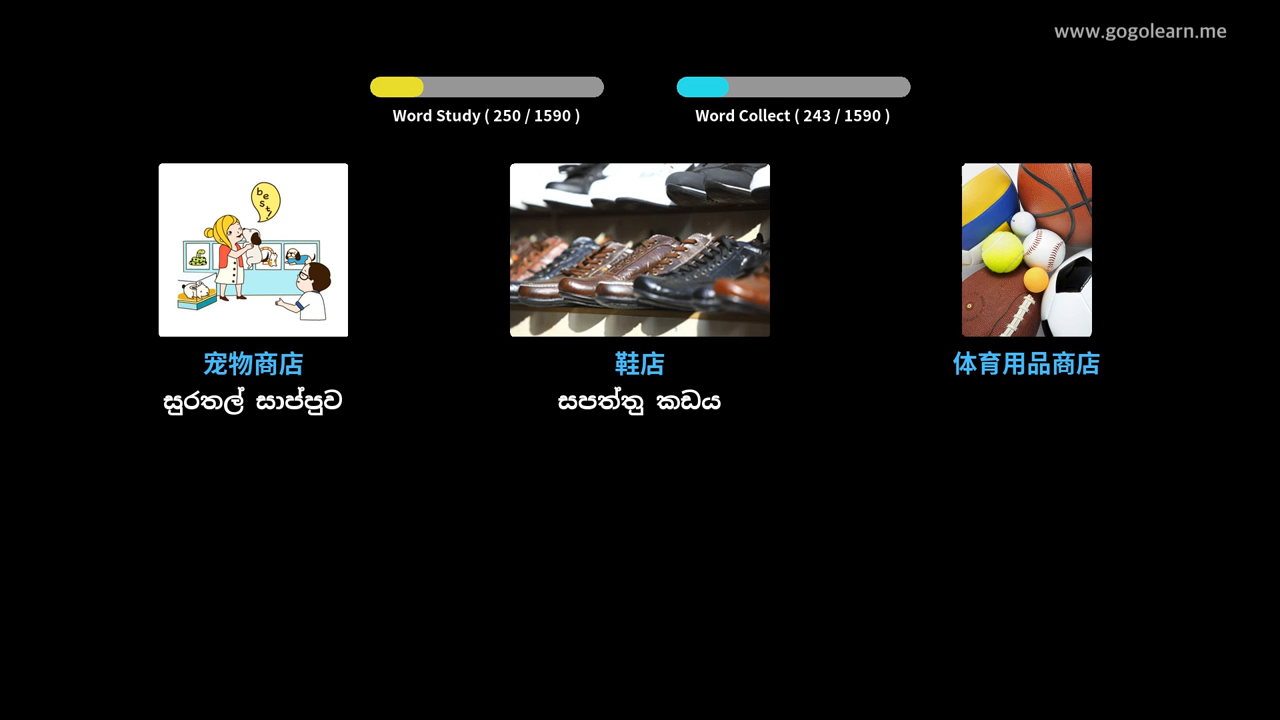 www.gogolearn.me
Word Study ( 250 / 1590 )
Word Collect ( 243 / 1590 )
best,
宠物商店
鞋店
体育用品商店
සුරතල් සාප්පුව
සපත්තු කඩය